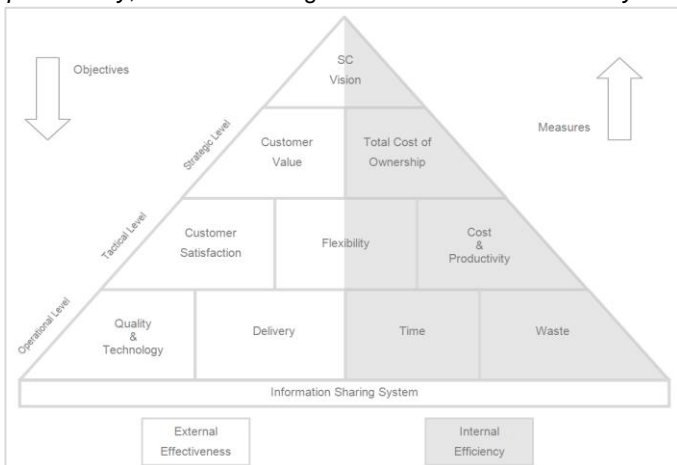 Objectives
SC
Vision
Measures
Strategic Level
Customer
Value
Total Cost of
Ownership
Tactical Level
Customer
Satisfaction
Flexibility
Cost
&
Productivity
Operational Level
Quality
&
Technology
Delivery
Time
Waste
Information Sharing System
External
Effectiveness
Internal
Efficiency